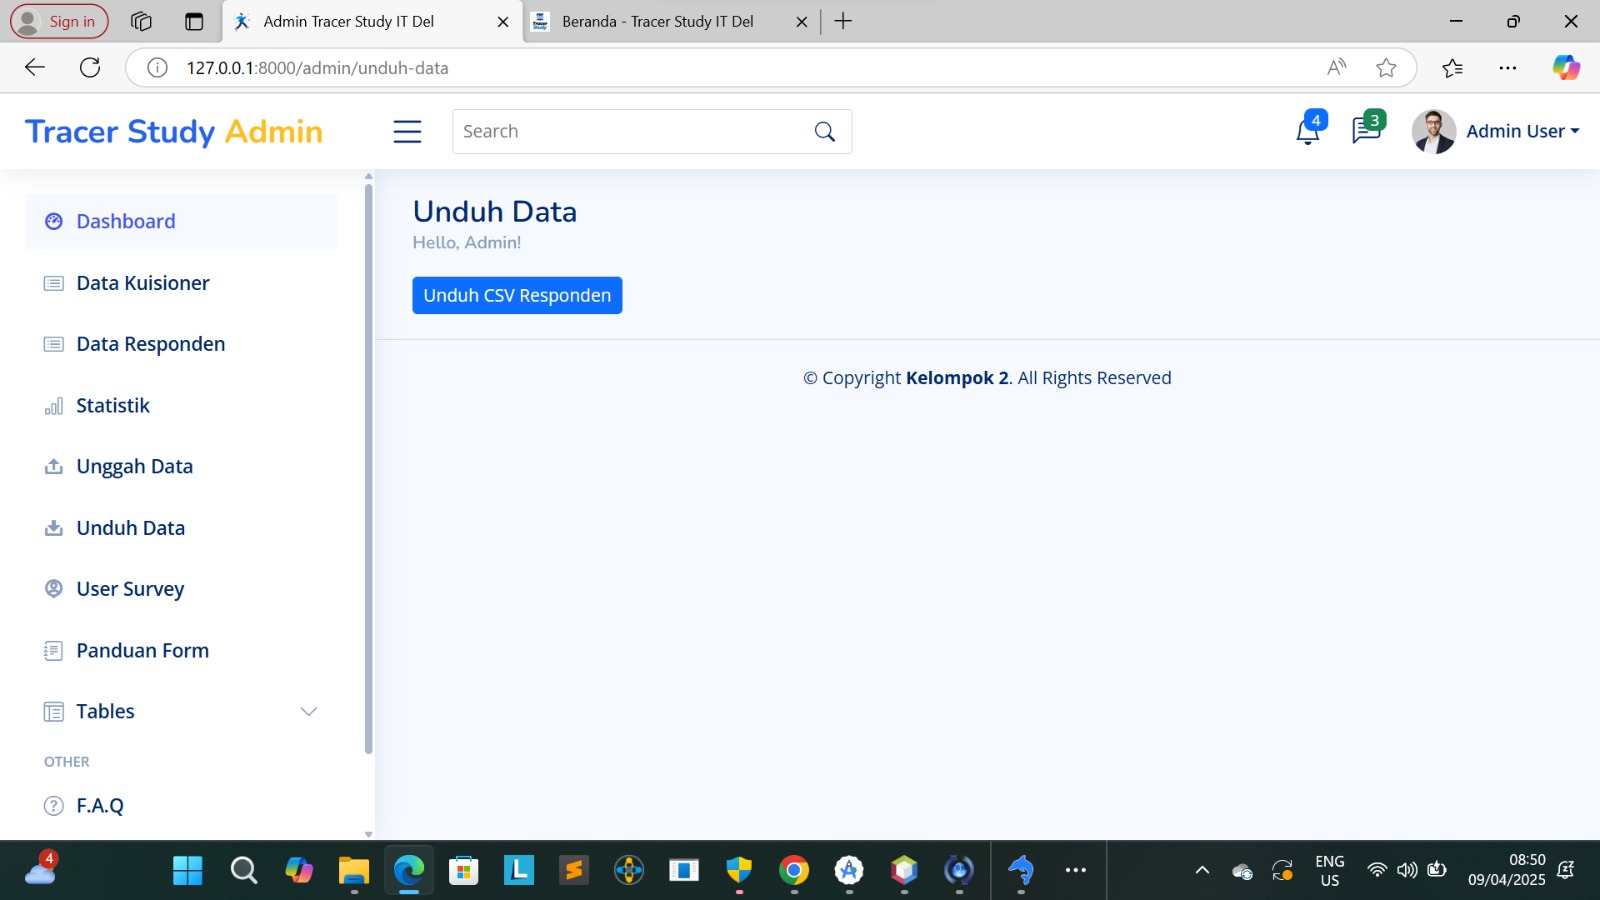 Sign in
Admin Tracer Study IT Del
Beranda - Tracer Study IT Del
127.0.0.1:8000/admin/unduh-data
Tracer Study Admin
Search
4
3
Admin User
Dashboard
Data Kuisioner
Data Responden
Statistik
Unggah Data
Unduh Data
User Survey
Panduan Form
Tables
OTHER
F.A.Q
Unduh Data
Hello, Admin!
Unduh CSV Responden
© Copyright Kelompok 2. All Rights Reserved
4
L
ENG
US
08:50
09/04/2025